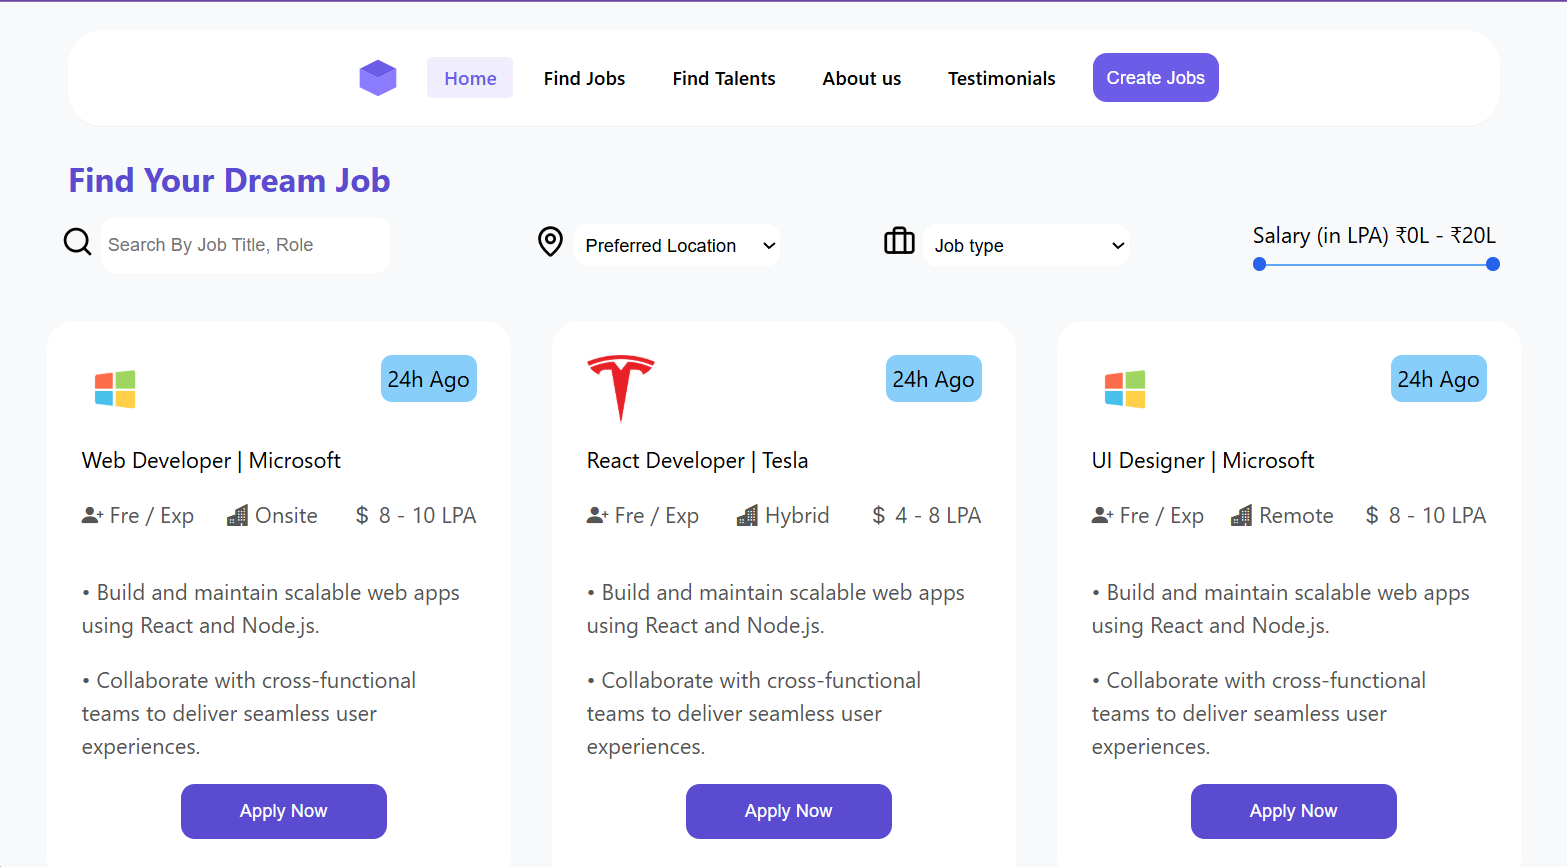 Home Find Jobs Find Talents About us Testimonials Create Jobs
Find Your Dream Job
Search By Job Title, Role Preferred Location Job type Salary (in LPA) ₹0L - ₹20L
24h Ago
Web Developer | Microsoft
Fre / Exp Onsite $ 8 - 10 LPA
• Build and maintain scalable web apps
using React and Node.js.
• Collaborate with cross-functional
teams to deliver seamless user
experiences.
Apply Now
24h Ago
React Developer | Tesla
Fre / Exp Hybrid $ 4 - 8 LPA
• Build and maintain scalable web apps
using React and Node.js.
• Collaborate with cross-functional
teams to deliver seamless user
experiences.
Apply Now
24h Ago
UI Designer | Microsoft
Fre / Exp Remote $ 8 - 10 LPA
• Build and maintain scalable web apps
using React and Node.js.
• Collaborate with cross-functional
teams to deliver seamless user
experiences.
Apply Now